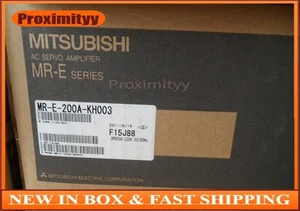 Proximityy
MITSUBISHI
AC SERVO AMPLIFIER
MR-E SERIES
Proximityy
MR-E-200A-KH003
F15J88
MITSUBISHI ELECTRIC CORPORATION
NEW IN BOX & FAST SHIPPING